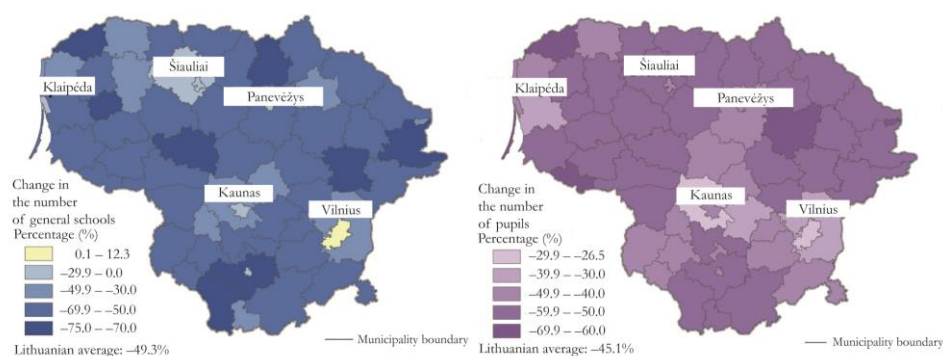 Šiauliai
Klaipėda
Panevėžys
Kaunas
Vilnius
Change in
the number
of general schools
Percentage (%)
0.1 – 12.3
–29.9 – 0.0
–49.9 – –30.0
–69.9 – –50.0
–75.0 – –70.0
Lithuanian average: –49.3%
Municipality boundary
Šiauliai
Klaipėda
Panevėžys
Kaunas
Vilnius
Change in
the number
of pupils
Percentage (%)
–29.9 – –26.5
–39.9 – –30.0
–49.9 – –40.0
–59.9 – –50.0
–69.9 – –60.0
Lithuanian average: –45.1%
Municipality boundary